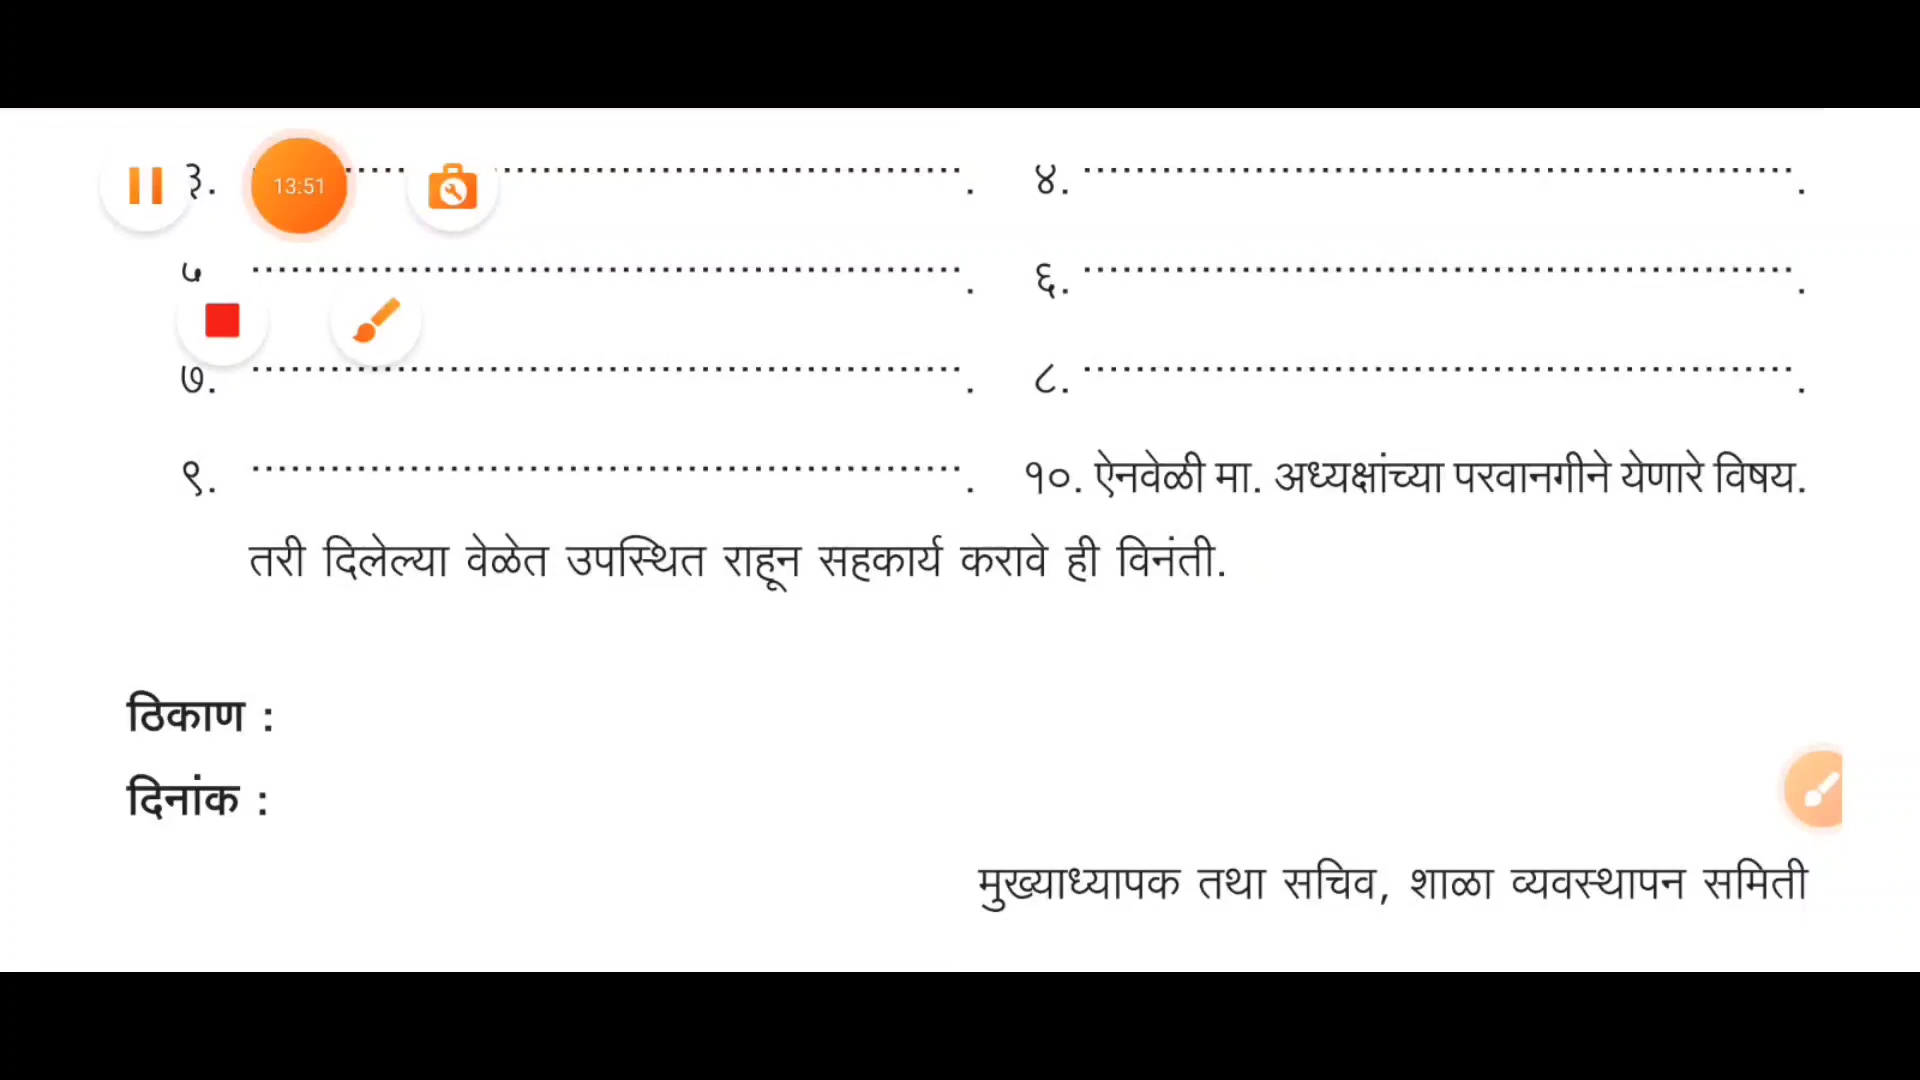 ३. ........................................................ . ४. ........................................................ .
13:51
५ ........................................................ . ६. ........................................................ .
७. ........................................................ . ८. ........................................................ .
९. ........................................................ . १०. ऐनवेळी मा. अध्यक्षांच्या परवानगीने येणारे विषय.
तरी दिलेल्या वेळेत उपस्थित राहून सहकार्य करावे ही विनंती.
ठिकाण :
दिनांक :
मुख्याध्यापक तथा सचिव, शाळा व्यवस्थापन समिती